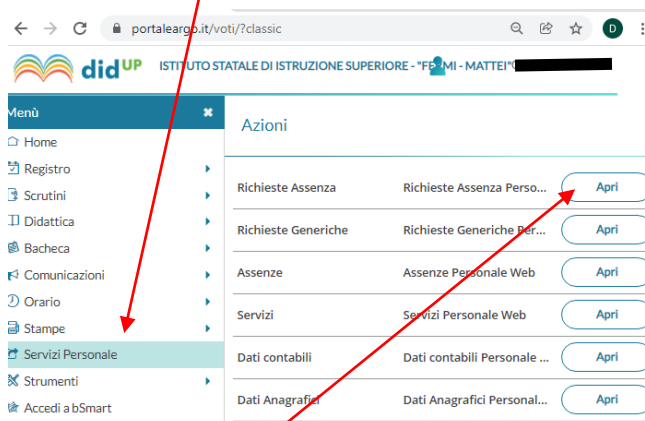 portaleargo.it/voti/?classic
D
didUP
ISTITUTO STATALE DI ISTRUZIONE SUPERIORE - "FERMI - MATTEI"
Menù
Home
Registro
Scrutini
Didattica
Bacheca
Comunicazioni
Orario
Stampe
Servizi Personale
Strumenti
Accedi a bSmart
Azioni
Richieste Assenza Richieste Assenza Perso... Apri
Richieste Generiche Richieste Generiche Per... Apri
Assenze Assenze Personale Web Apri
Servizi Servizi Personale Web Apri
Dati contabili Dati contabili Personale ... Apri
Dati Anagrafici Dati Anagrafici Personal... Apri